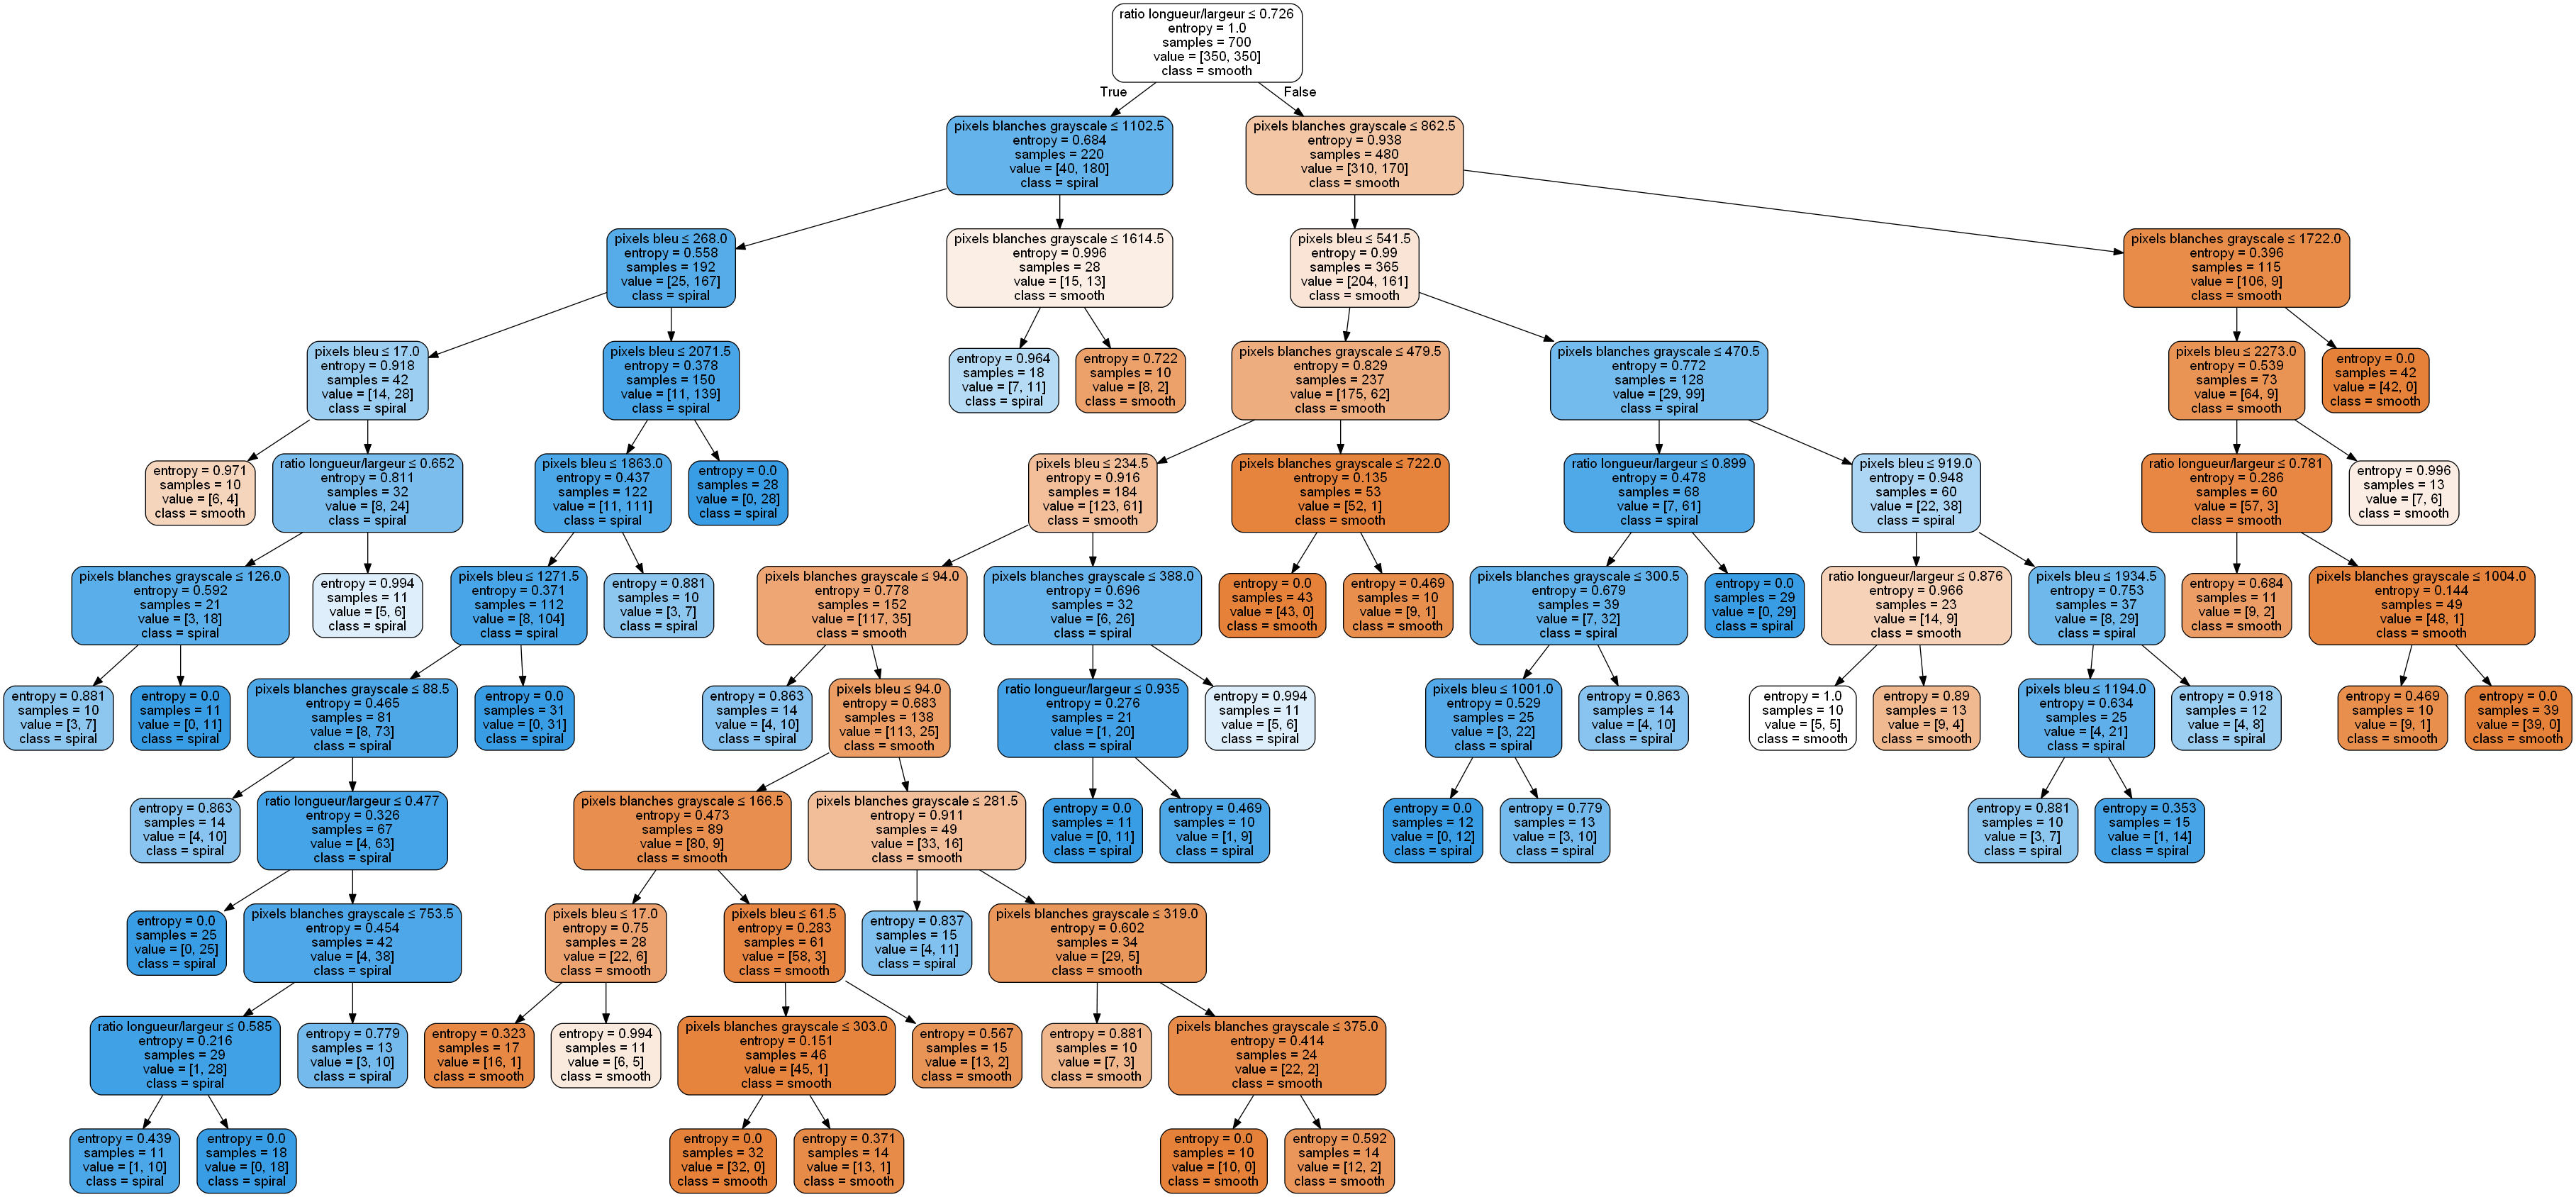 ratio longueur/largeur ≤ 0.726
entropy = 1.0
samples = 700
value = [350, 350]
class = smooth
True
False
pixels blanches grayscale ≤ 1102.5
entropy = 0.684
samples = 220
value = [40, 180]
class = spiral
pixels blanches grayscale ≤ 862.5
entropy = 0.938
samples = 480
value = [310, 170]
class = smooth
pixels bleu ≤ 268.0
entropy = 0.558
samples = 192
value = [25, 167]
class = spiral
pixels blanches grayscale ≤ 1614.5
entropy = 0.996
samples = 28
value = [15, 13]
class = smooth
pixels bleu ≤ 541.5
entropy = 0.99
samples = 365
value = [204, 161]
class = smooth
pixels blanches grayscale ≤ 1722.0
entropy = 0.396
samples = 115
value = [106, 9]
class = smooth
pixels bleu ≤ 17.0
entropy = 0.918
samples = 42
value = [14, 28]
class = spiral
pixels bleu ≤ 2071.5
entropy = 0.378
samples = 150
value = [11, 139]
class = spiral
entropy = 0.964
samples = 18
value = [7, 11]
class = spiral
entropy = 0.722
samples = 10
value = [8, 2]
class = smooth
pixels blanches grayscale ≤ 479.5
entropy = 0.829
samples = 237
value = [175, 62]
class = smooth
pixels blanches grayscale ≤ 470.5
entropy = 0.772
samples = 128
value = [29, 99]
class = spiral
pixels bleu ≤ 2273.0
entropy = 0.539
samples = 73
value = [64, 9]
class = smooth
entropy = 0.0
samples = 42
value = [42, 0]
class = smooth
entropy = 0.971
samples = 10
value = [6, 4]
class = smooth
ratio longueur/largeur ≤ 0.652
entropy = 0.811
samples = 32
value = [8, 24]
class = spiral
pixels bleu ≤ 1863.0
entropy = 0.437
samples = 122
value = [11, 111]
class = spiral
entropy = 0.0
samples = 28
value = [0, 28]
class = spiral
pixels bleu ≤ 234.5
entropy = 0.916
samples = 184
value = [123, 61]
class = smooth
pixels blanches grayscale ≤ 722.0
entropy = 0.135
samples = 53
value = [52, 1]
class = smooth
ratio longueur/largeur ≤ 0.899
entropy = 0.478
samples = 68
value = [7, 61]
class = spiral
pixels bleu ≤ 919.0
entropy = 0.948
samples = 60
value = [22, 38]
class = spiral
ratio longueur/largeur ≤ 0.781
entropy = 0.286
samples = 60
value = [57, 3]
class = smooth
entropy = 0.996
samples = 13
value = [7, 6]
class = smooth
pixels blanches grayscale ≤ 126.0
entropy = 0.592
samples = 21
value = [3, 18]
class = spiral
entropy = 0.994
samples = 11
value = [5, 6]
class = spiral
pixels bleu ≤ 1271.5
entropy = 0.371
samples = 112
value = [8, 104]
class = spiral
entropy = 0.881
samples = 10
value = [3, 7]
class = spiral
pixels blanches grayscale ≤ 94.0
entropy = 0.778
samples = 152
value = [117, 35]
class = smooth
pixels blanches grayscale ≤ 388.0
entropy = 0.696
samples = 32
value = [6, 26]
class = spiral
entropy = 0.0
samples = 43
value = [43, 0]
class = smooth
entropy = 0.469
samples = 10
value = [9, 1]
class = smooth
pixels blanches grayscale ≤ 300.5
entropy = 0.679
samples = 39
value = [7, 32]
class = spiral
entropy = 0.0
samples = 29
value = [0, 29]
class = spiral
ratio longueur/largeur ≤ 0.876
entropy = 0.966
samples = 23
value = [14, 9]
class = smooth
pixels bleu ≤ 1934.5
entropy = 0.753
samples = 37
value = [8, 29]
class = spiral
entropy = 0.684
samples = 11
value = [9, 2]
class = smooth
pixels blanches grayscale ≤ 1004.0
entropy = 0.144
samples = 49
value = [48, 1]
class = smooth
entropy = 0.881
samples = 10
value = [3, 7]
class = spiral
entropy = 0.0
samples = 11
value = [0, 11]
class = spiral
pixels blanches grayscale ≤ 88.5
entropy = 0.465
samples = 81
value = [8, 73]
class = spiral
entropy = 0.0
samples = 31
value = [0, 31]
class = spiral
entropy = 0.863
samples = 14
value = [4, 10]
class = spiral
pixels bleu ≤ 94.0
entropy = 0.683
samples = 138
value = [113, 25]
class = smooth
ratio longueur/largeur ≤ 0.935
entropy = 0.276
samples = 21
value = [1, 20]
class = spiral
entropy = 0.994
samples = 11
value = [5, 6]
class = spiral
pixels bleu ≤ 1001.0
entropy = 0.529
samples = 25
value = [3, 22]
class = spiral
entropy = 0.863
samples = 14
value = [4, 10]
class = spiral
entropy = 1.0
samples = 10
value = [5, 5]
class = smooth
entropy = 0.89
samples = 13
value = [9, 4]
class = smooth
pixels bleu ≤ 1194.0
entropy = 0.634
samples = 25
value = [4, 21]
class = spiral
entropy = 0.918
samples = 12
value = [4, 8]
class = spiral
entropy = 0.469
samples = 10
value = [9, 1]
class = smooth
entropy = 0.0
samples = 39
value = [39, 0]
class = smooth
entropy = 0.863
samples = 14
value = [4, 10]
class = spiral
ratio longueur/largeur ≤ 0.477
entropy = 0.326
samples = 67
value = [4, 63]
class = spiral
pixels blanches grayscale ≤ 166.5
entropy = 0.473
samples = 89
value = [80, 9]
class = smooth
pixels blanches grayscale ≤ 281.5
entropy = 0.911
samples = 49
value = [33, 16]
class = smooth
entropy = 0.0
samples = 11
value = [0, 11]
class = spiral
entropy = 0.469
samples = 10
value = [1, 9]
class = spiral
entropy = 0.0
samples = 12
value = [0, 12]
class = spiral
entropy = 0.779
samples = 13
value = [3, 10]
class = spiral
entropy = 0.881
samples = 10
value = [3, 7]
class = spiral
entropy = 0.353
samples = 15
value = [1, 14]
class = spiral
entropy = 0.0
samples = 25
value = [0, 25]
class = spiral
pixels blanches grayscale ≤ 753.5
entropy = 0.454
samples = 42
value = [4, 38]
class = spiral
pixels bleu ≤ 17.0
entropy = 0.75
samples = 28
value = [22, 6]
class = smooth
pixels bleu ≤ 61.5
entropy = 0.283
samples = 61
value = [58, 3]
class = smooth
entropy = 0.837
samples = 15
value = [4, 11]
class = spiral
pixels blanches grayscale ≤ 319.0
entropy = 0.602
samples = 34
value = [29, 5]
class = smooth
ratio longueur/largeur ≤ 0.585
entropy = 0.216
samples = 29
value = [1, 28]
class = spiral
entropy = 0.779
samples = 13
value = [3, 10]
class = spiral
entropy = 0.323
samples = 17
value = [16, 1]
class = smooth
entropy = 0.994
samples = 11
value = [6, 5]
class = smooth
pixels blanches grayscale ≤ 303.0
entropy = 0.151
samples = 46
value = [45, 1]
class = smooth
entropy = 0.567
samples = 15
value = [13, 2]
class = smooth
entropy = 0.881
samples = 10
value = [7, 3]
class = smooth
pixels blanches grayscale ≤ 375.0
entropy = 0.414
samples = 24
value = [22, 2]
class = smooth
entropy = 0.439
samples = 11
value = [1, 10]
class = spiral
entropy = 0.0
samples = 18
value = [0, 18]
class = spiral
entropy = 0.0
samples = 32
value = [32, 0]
class = smooth
entropy = 0.371
samples = 14
value = [13, 1]
class = smooth
entropy = 0.0
samples = 10
value = [10, 0]
class = smooth
entropy = 0.592
samples = 14
value = [12, 2]
class = smooth